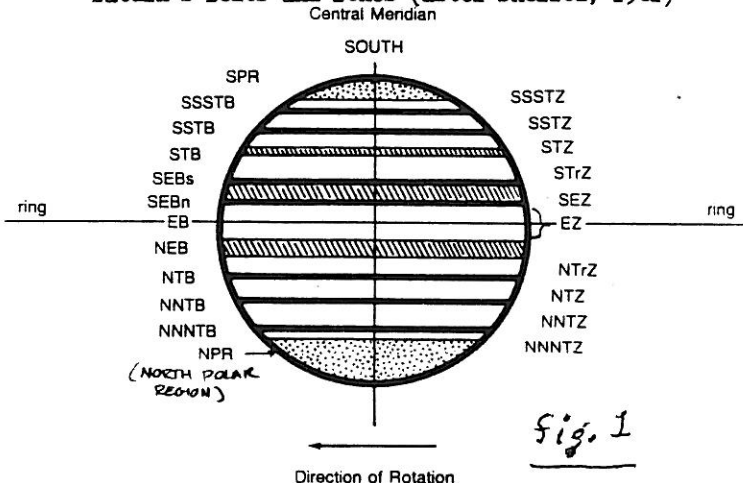 Central Meridian
SOUTH
SPR
SSSTB
SSTB
STB
SEBs
SEBn
EB
NEB
NTB
NNTB
NNNTB
NPR
(NORTH POLAR
REGION)
SSSTZ
SSTZ
STZ
STrZ
SEZ
EZ
NTrZ
NTZ
NNTZ
NNNTZ
ring
ring
Direction of Rotation
fig. 1